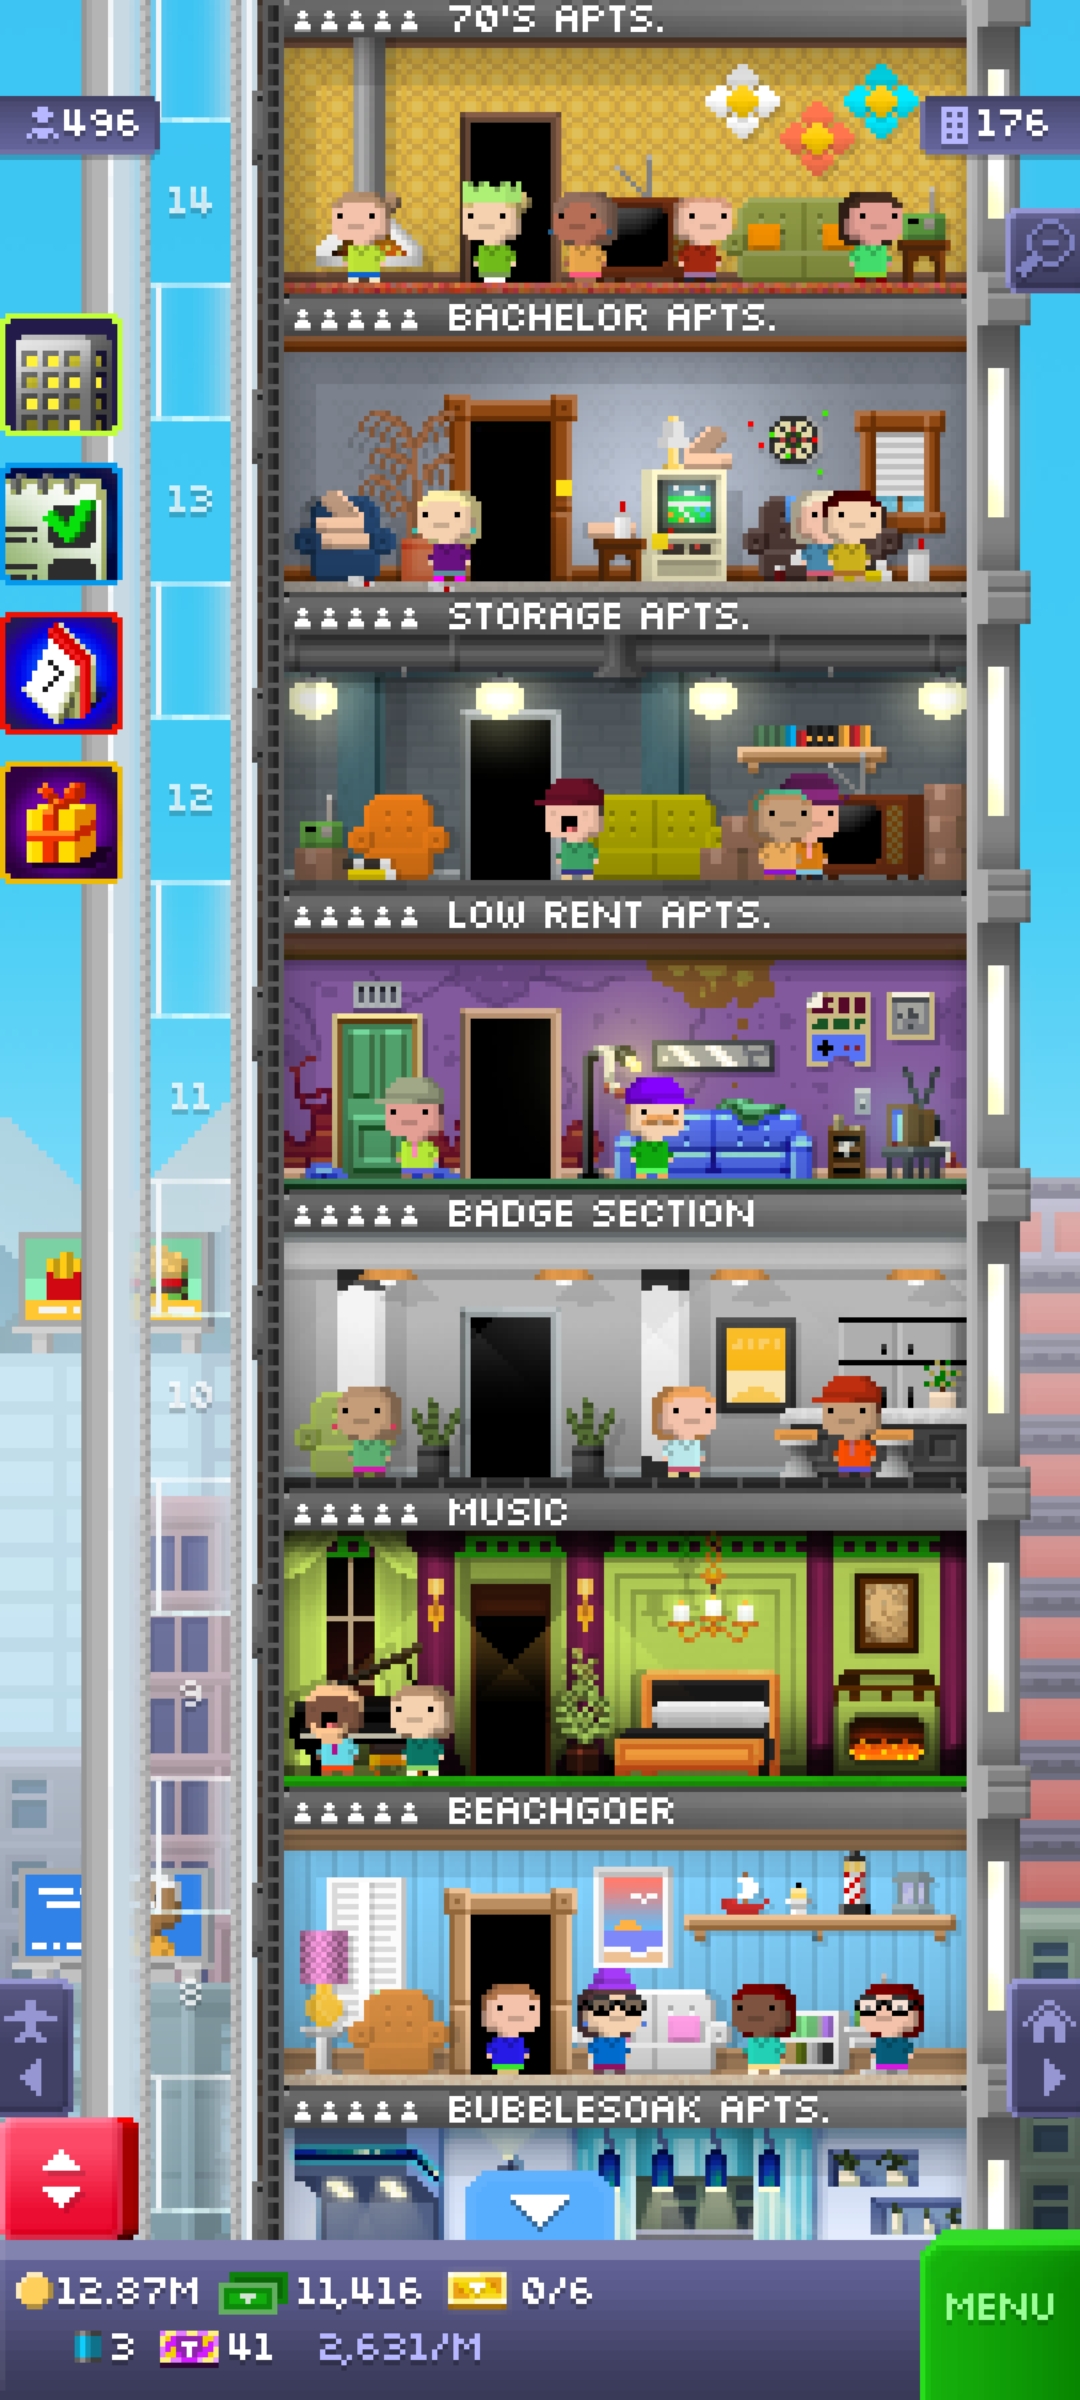 70'S APTS.
496
176
14
BACHELOR APTS.
13
STORAGE APTS.
7
12
LOW RENT APTS.
11
BADGE SECTION
10
MUSIC
9
BEACHGOER
8
BUBBLESOAK APTS.
12.87M 11,416 0/6
MENU
3 T 41 2,631/M